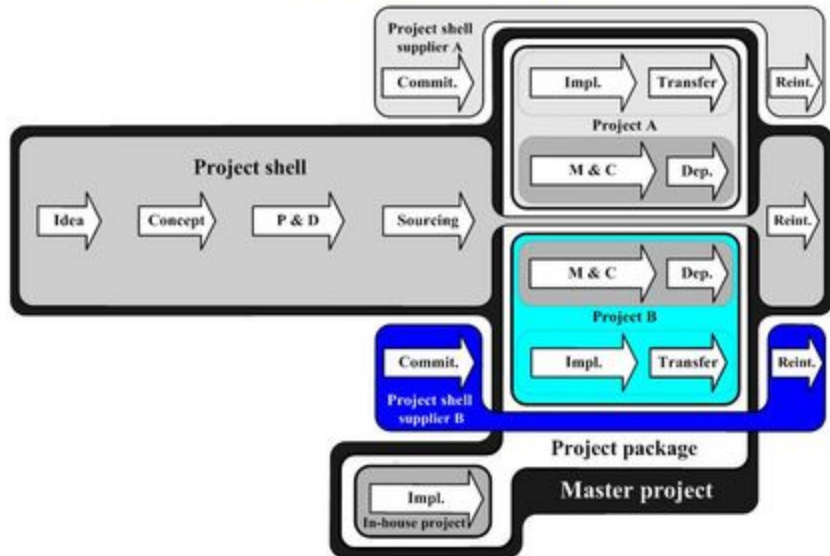 Project shell
supplier A
Commit.
Impl.
Transfer
Reint.
Project A
M & C
Dep.
Project shell
Idea
Concept
P & D
Sourcing
Reint.
M & C
Dep.
Project B
Commit.
Impl.
Transfer
Reint.
Project shell
supplier B
Project package
Master project
Impl.
In-house project